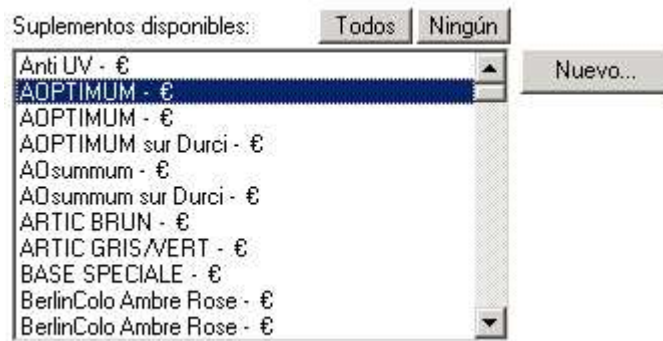 Suplementos disponibles: Todos Ningún
Anti UV - € Nuevo...
AOPTIMUM - €
AOPTIMUM - €
AOPTIMUM sur Durci - €
AOsummum - €
AOsummum sur Durci - €
ARTIC BRUN - €
ARTIC GRIS/VERT - €
BASE SPECIALE - €
BerlinColo Ambre Rose - €
BerlinColo Ambre Rose - €